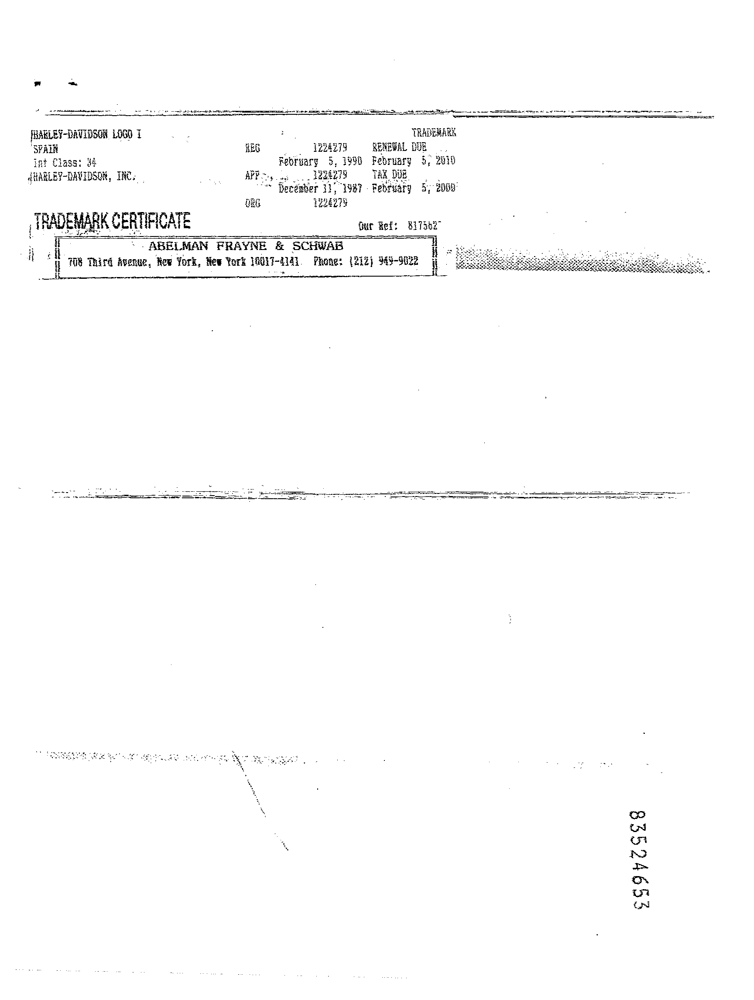 HARLEY-DAVIDSON LOGO I TRADEMARK
SPAIN REG 1224279 RENEWAL DUE
Int Class: 34 February 5, 1990 February 5, 2010
HARLEY-DAVIDSON, INC. APP 1224279 TAX DUE
December 11, 1987 February 5, 2000
ORG 1224279
TRADEMARK CERTIFICATE Our Ref: 817562
ABELMAN FRAYNE & SCHWAB
708 Third Avenue, New York, New York 10017-4141 Phone: (212) 949-9022
83524653